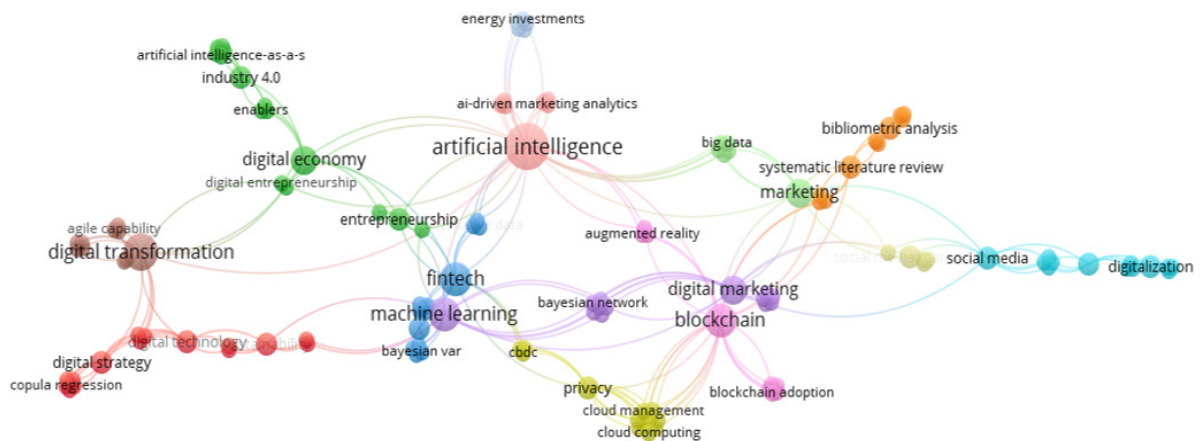 energy investments
artificial intelligence-as-a-s
industry 4.0
ai-driven marketing analytics
enablers
bibliometric analysis
big data
artificial intelligence
digital economy
systematic literature review
digital entrepreneurship
marketing
entrepreneurship
data
agile capability
augmented reality
digital transformation
social media
digitalization
fintech
digital marketing
bayesian network
machine learning
blockchain
digital technology
bayesian var
cbdc
digital strategy
copula regression
privacy
blockchain adoption
cloud management
cloud computing